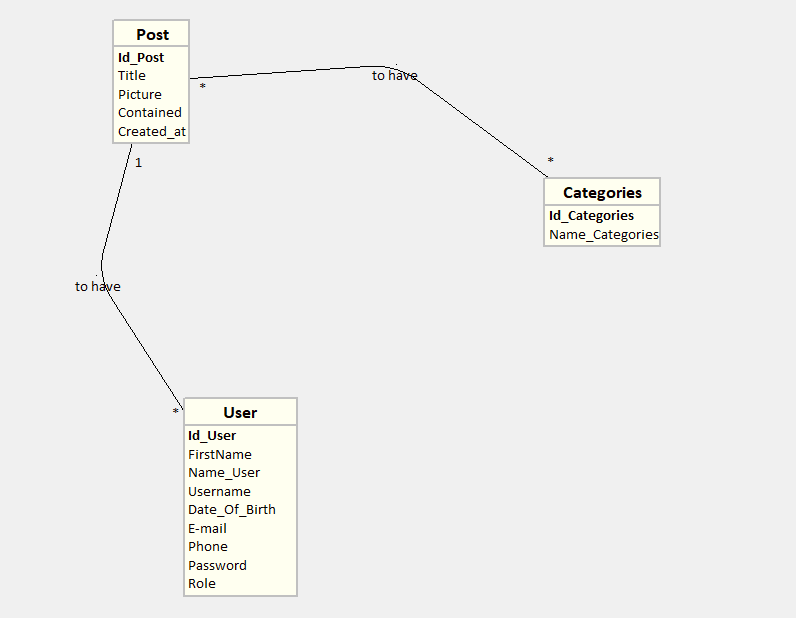 Post
Id_Post
Title
Picture
Contained
Created_at
*
to have
*
Categories
Id_Categories
Name_Categories
1
to have
*
User
Id_User
FirstName
Name_User
Username
Date_Of_Birth
E-mail
Phone
Password
Role